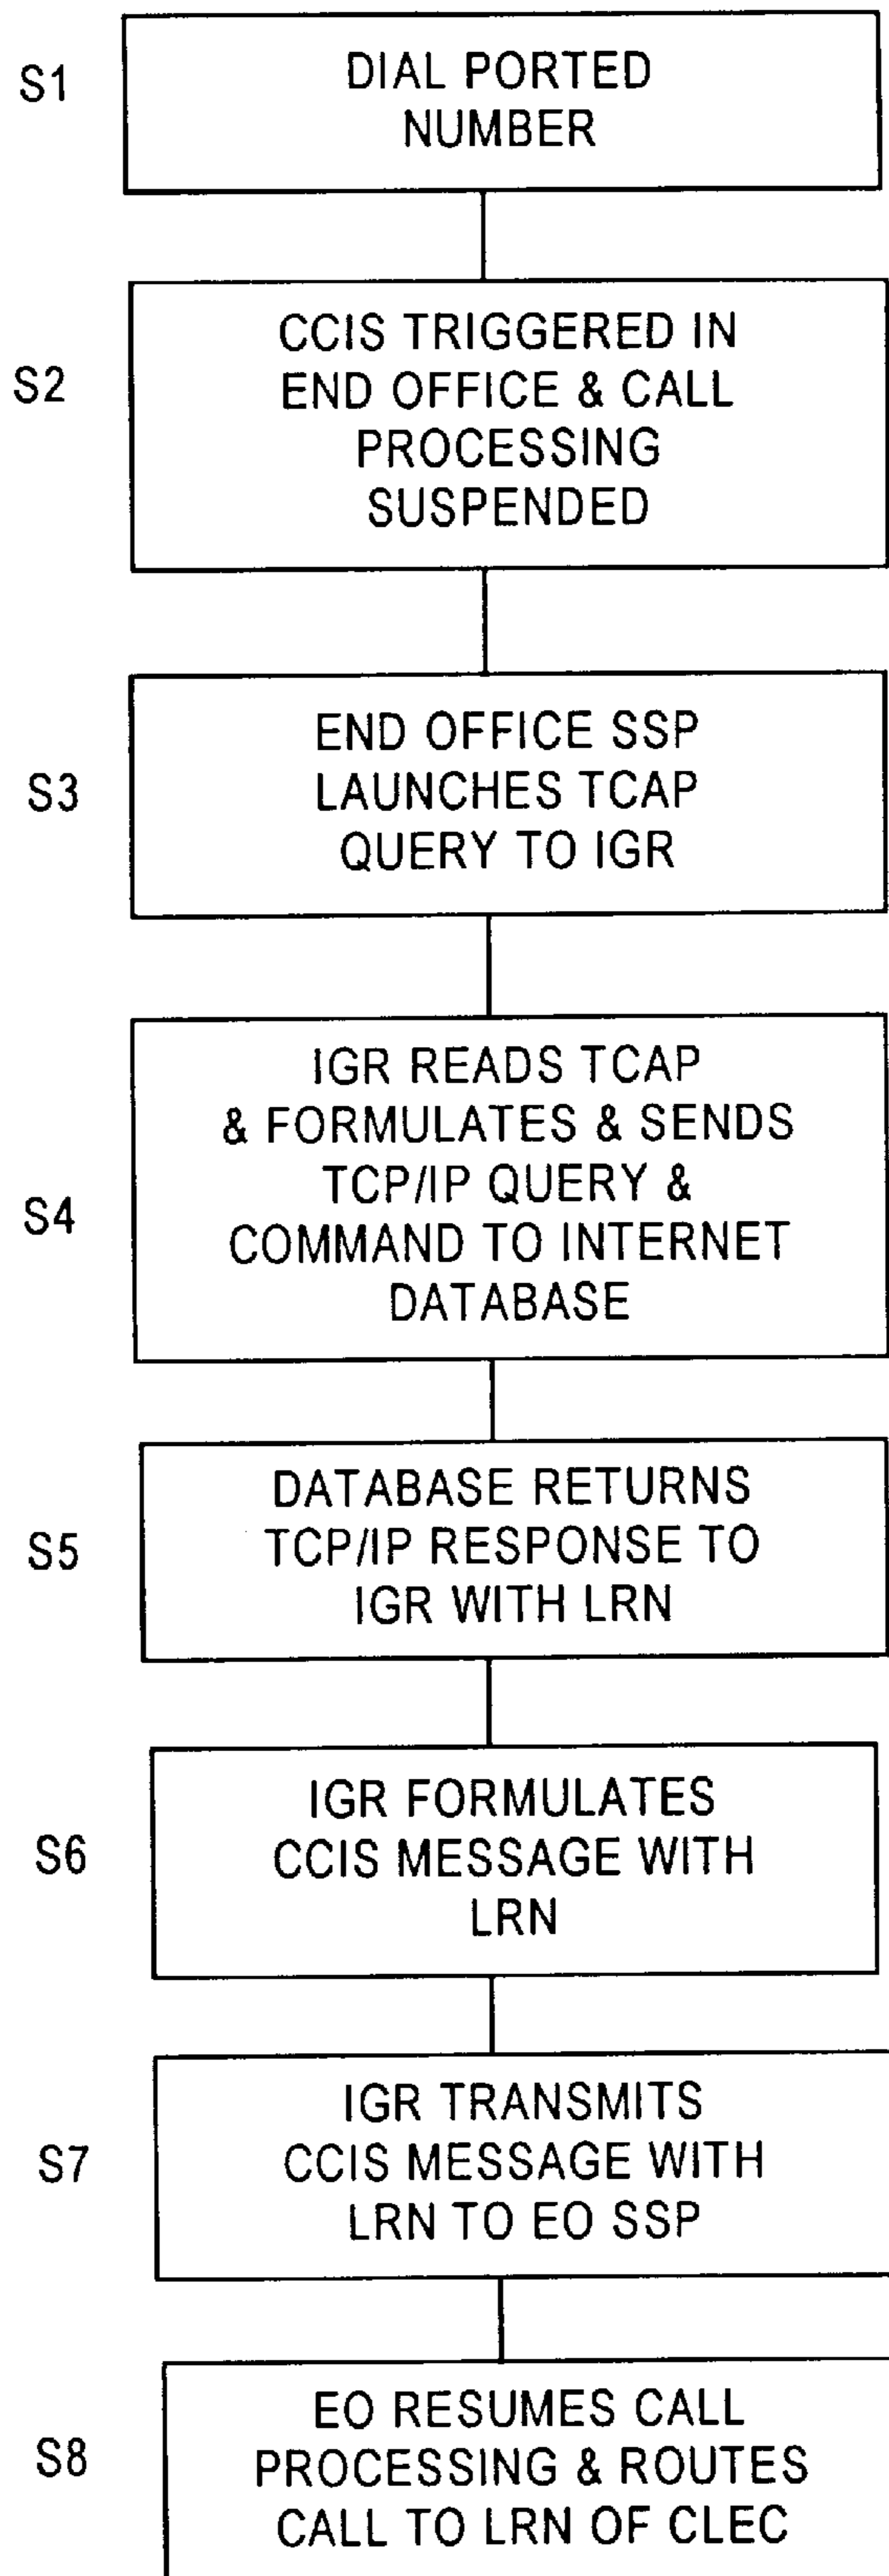 S1
DIAL PORTED
NUMBER
S2
CCIS TRIGGERED IN
END OFFICE & CALL
PROCESSING
SUSPENDED
S3
END OFFICE SSP
LAUNCHES TCAP
QUERY TO IGR
S4
IGR READS TCAP
& FORMULATES & SENDS
TCP/IP QUERY &
COMMAND TO INTERNET
DATABASE
S5
DATABASE RETURNS
TCP/IP RESPONSE TO
IGR WITH LRN
S6
IGR FORMULATES
CCIS MESSAGE WITH
LRN
S7
IGR TRANSMITS
CCIS MESSAGE WITH
LRN TO EO SSP
S8
EO RESUMES CALL
PROCESSING & ROUTES
CALL TO LRN OF CLEC